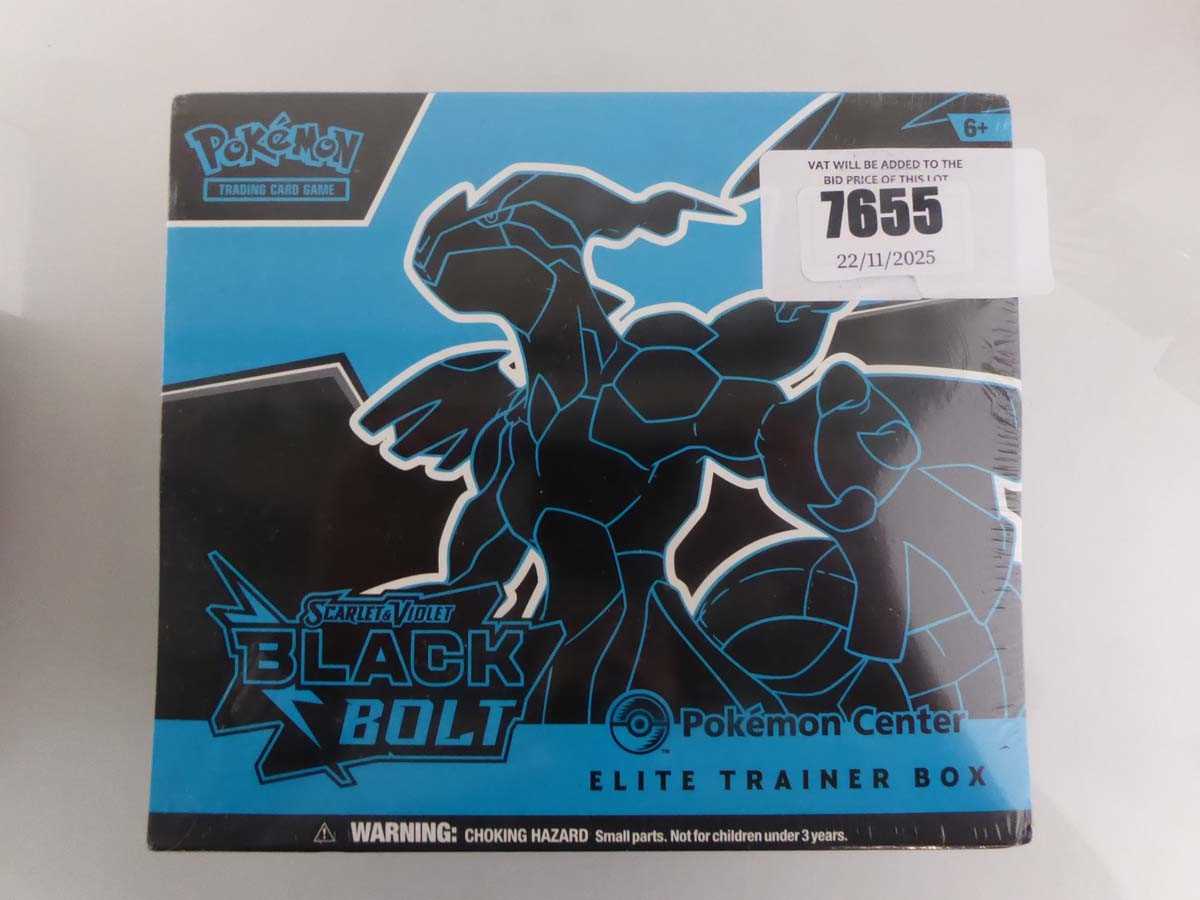 POKÉMON
TRADING CARD GAME
6+
VAT WILL BE ADDED TO THE
BID PRICE OF THIS LOT
7655
22/11/2025
SCARLET & VIOLET
BLACK
BOLT
Pokémon Center
TM
ELITE TRAINER BOX
WARNING: CHOKING HAZARD Small parts. Not for children under 3 years.